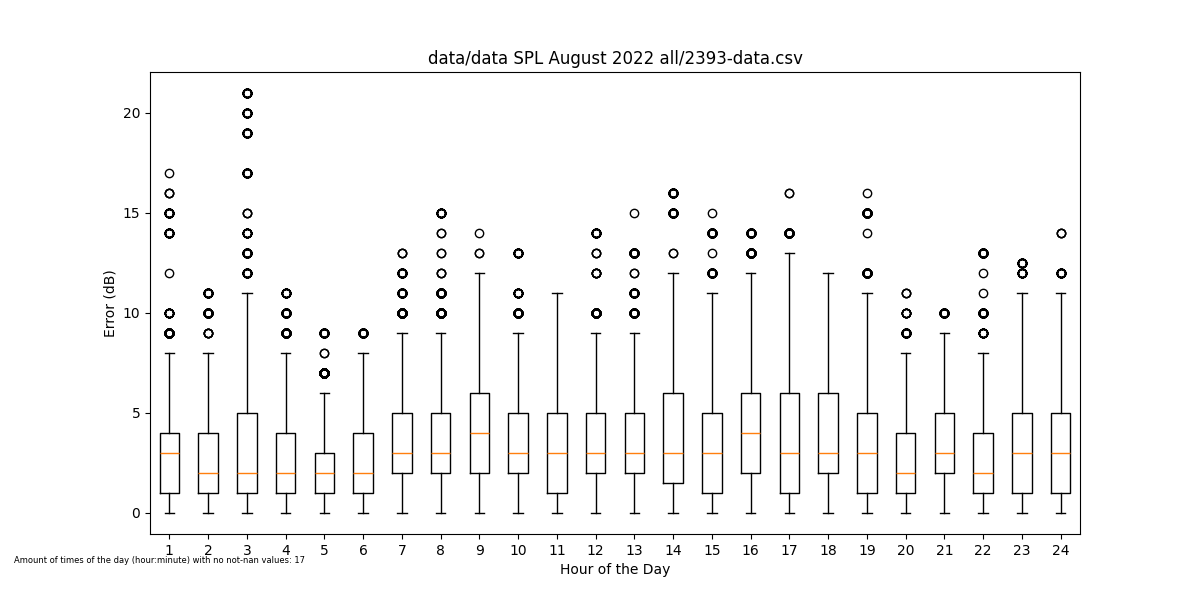 data/data SPL August 2022 all/2393-data.csv
Error (dB)
20
15
10
5
0
1 2 3 4 5 6 7 8 9 10 11 12 13 14 15 16 17 18 19 20 21 22 23 24
Amount of times of the day (hour:minute) with no not-nan values: 17
Hour of the Day